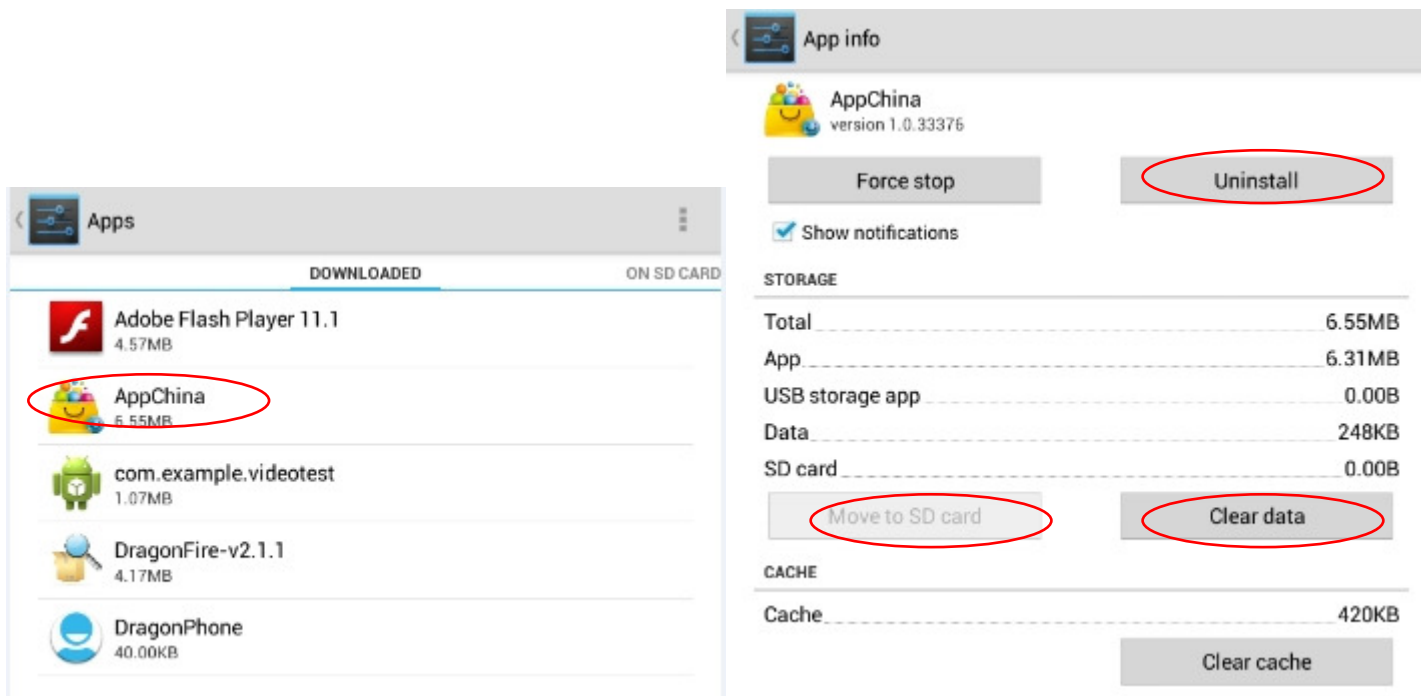 Apps
DOWNLOADED ON SD CARD
Adobe Flash Player 11.1
4.57MB
AppChina
6.55MB
com.example.videotest
1.07MB
DragonFire-v2.1.1
4.17MB
DragonPhone
40.00KB
App info
AppChina
version 1.0.33376
Force stop Uninstall
Show notifications
STORAGE
Total 6.55MB
App 6.31MB
USB storage app 0.00B
Data 248KB
SD card 0.00B
Move to SD card Clear data
CACHE
Cache 420KB
Clear cache